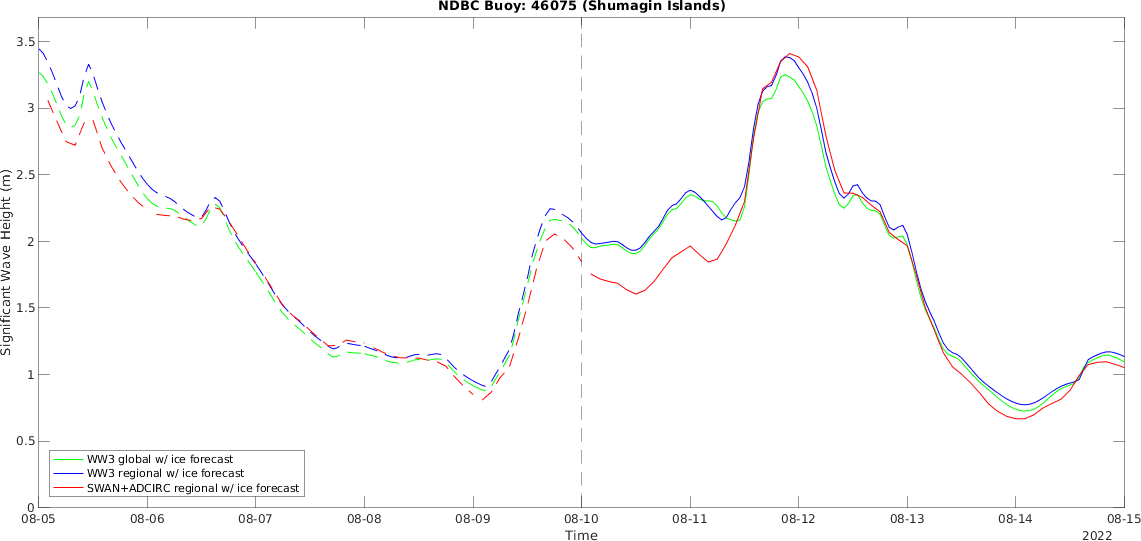 NDBC Buoy: 46075 (Shumagin Islands)
3.5
3
2.5
2
1.5
1
0.5
0
Significant Wave Height (m)
WW3 global w/ ice forecast
WW3 regional w/ ice forecast
SWAN+ADCIRC regional w/ ice forecast
08-05 08-06 08-07 08-08 08-09 08-10 08-11 08-12 08-13 08-14 08-15
Time
2022